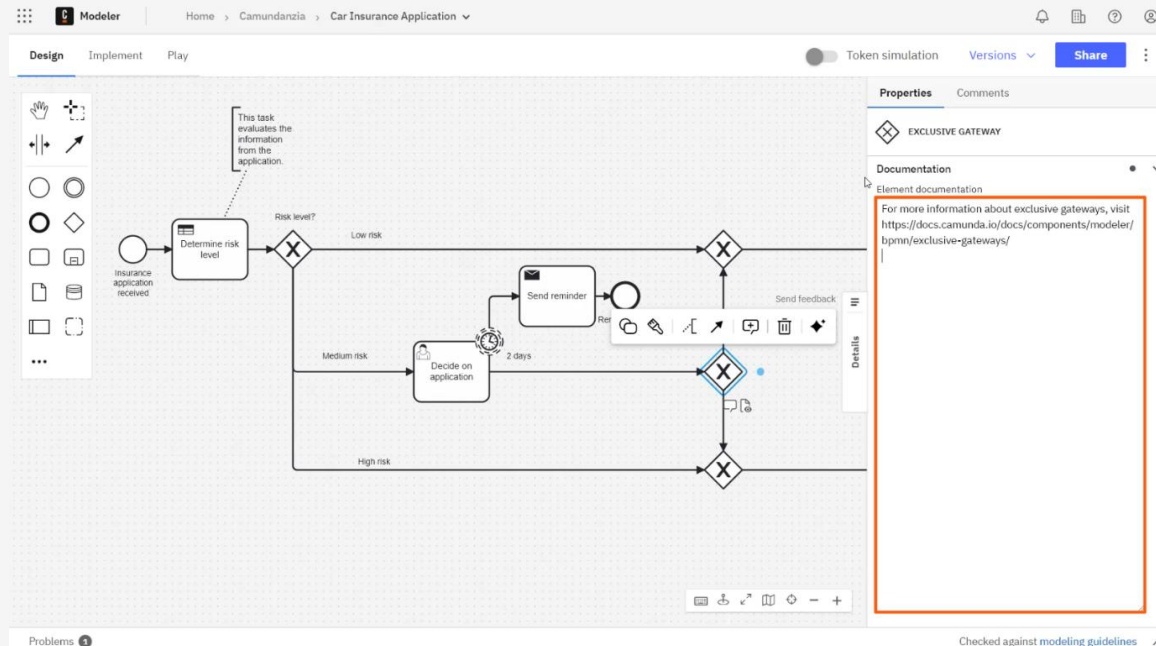 Modeler
Home
Camundanzia
Car Insurance Application
Design
Implement
Play
Token simulation
Versions
Share
Properties
Comments
EXCLUSIVE GATEWAY
Documentation
Element documentation
For more information about exclusive gateways, visit
https://docs.camunda.io/docs/components/modeler/
bpmn/exclusive-gateways/
This task
evaluates the
information
from the
application.
Insurance
application
received
Determine risk
level
Risk level?
Low risk
Send reminder
Send feedback
Medium risk
Decide on
application
2 days
High risk
Details
Problems 1
Checked against modeling guidelines